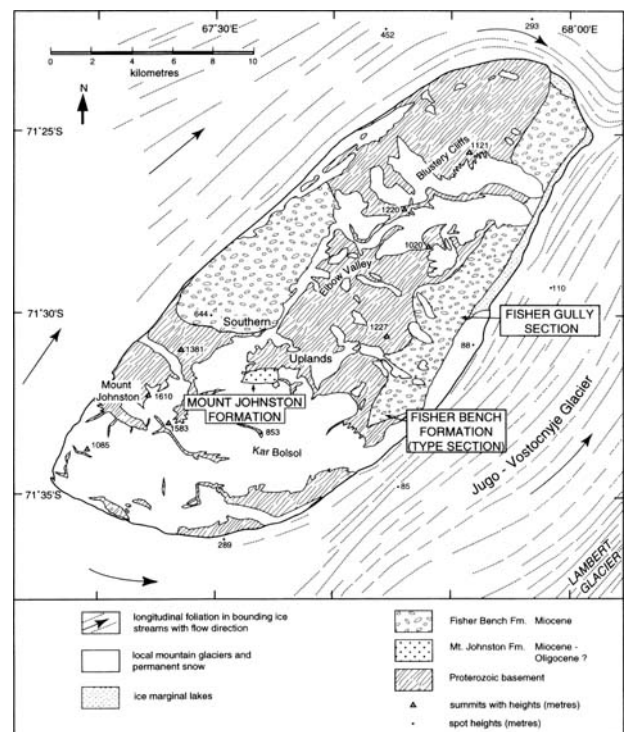 67˚30'E
68˚00'E
293
452
0 2 4 6 8 10
kilometres
N
71˚25'S
Blustery Cliffs
1121
1220
1020
Elbow Valley
110
71˚30'S
644
Southern
FISHER GULLY
SECTION
1227
88
1381
Uplands
Mount
Johnston
1610
MOUNT JOHNSTON
FORMATION
FISHER BENCH
FORMATION
(TYPE SECTION)
1583
853
Kar Bolsol
1085
Jugo - Vostocnyje Glacier
71˚35'S
85
289
LAMBERT
GLACIER
longitudinal foliation in bounding ice
streams with flow direction
local mountain glaciers and
permanent snow
ice marginal lakes
Fisher Bench Fm. Miocene
Mt. Johnston Fm. Miocene -
Oligocene ?
Proterozoic basement
summits with heights (metres)
spot heights (metres)